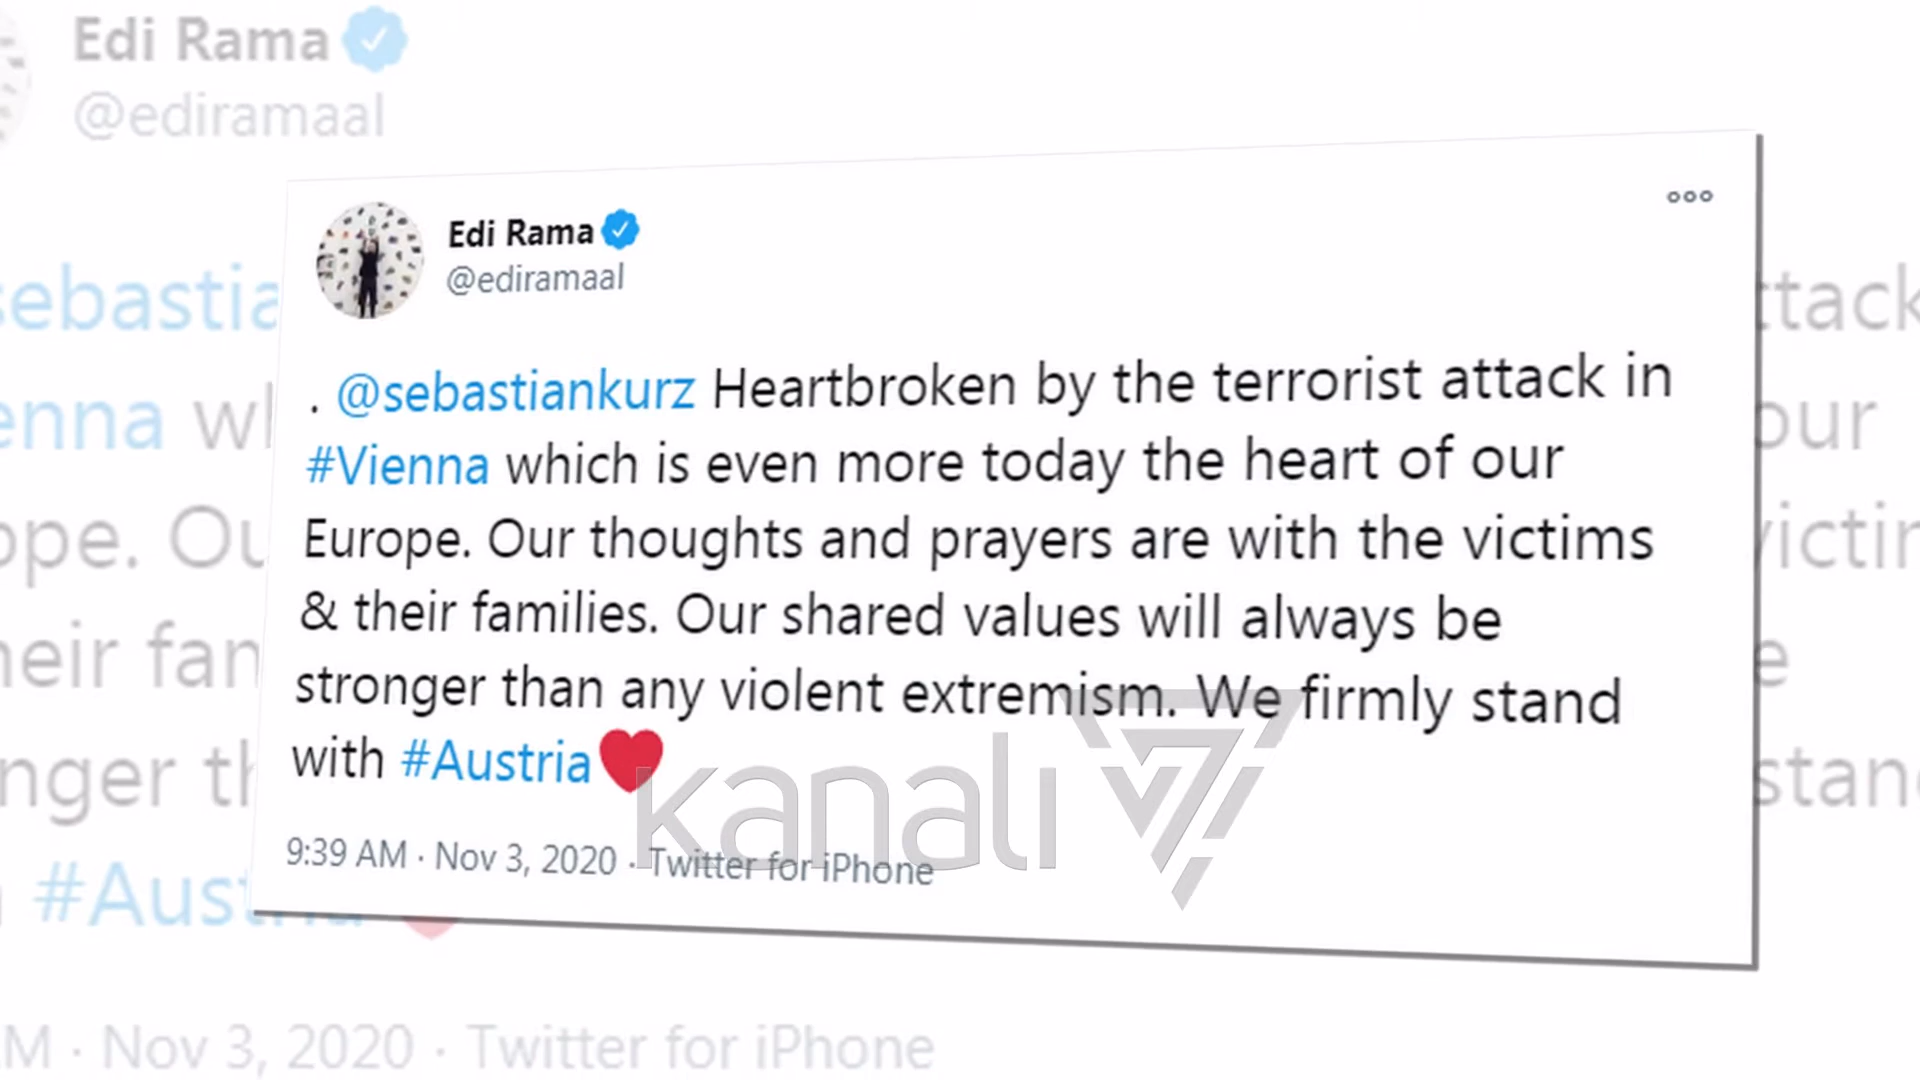 Edi Rama
@ediramaal
Edi Rama
@ediramaal
. @sebastiankurz Heartbroken by the terrorist attack in
#Vienna which is even more today the heart of our
Europe. Our thoughts and prayers are with the victims
& their families. Our shared values will always be
stronger than any violent extremism. We firmly stand
with #Austria❤️
9:39 AM · Nov 3, 2020 · Twitter for iPhone
kanali 7
· Nov 3, 2020 · Twitter for iPhone